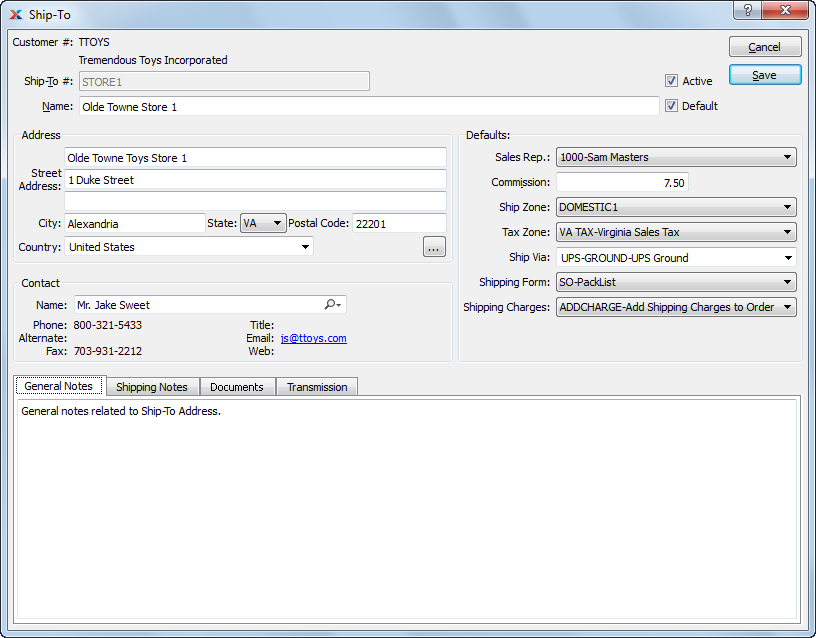 Ship-To
Customer #: TTOYS
Cancel
Tremendous Toys Incorporated
Ship-To #: STORE1
Active
Save
Name: Olde Towne Store 1
Default
Address
Olde Towne Toys Store 1
Street Address: 1 Duke Street
City: Alexandria State: VA Postal Code: 22201
Country: United States ...
Defaults:
Sales Rep.: 1000-Sam Masters
Commission: 7.50
Ship Zone: DOMESTIC1
Tax Zone: VA TAX-Virginia Sales Tax
Ship Via: UPS-GROUND-UPS Ground
Shipping Form: SO-PackList
Shipping Charges: ADDCHARGE-Add Shipping Charges to Order
Contact
Name: Mr. Jake Sweet
Phone: 800-321-5433 Title:
Alternate: Email: js@ttoys.com
Fax: 703-931-2212 Web:
General Notes Shipping Notes Documents Transmission
General notes related to Ship-To Address.